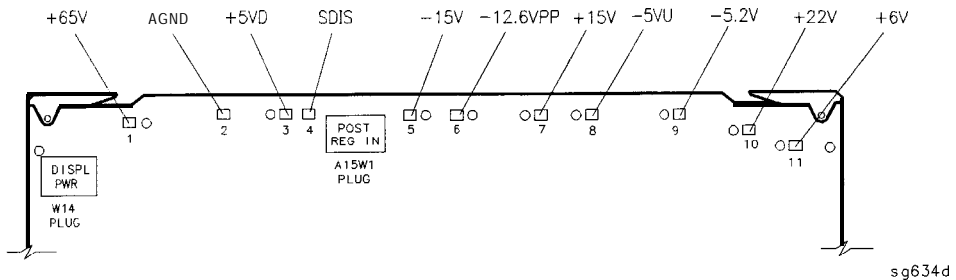 +65V AGND +5VD SDIS -15V -12.6VPP +15V -5VU -5.2V +22V +6V
1 2 3 4 5 6 7 8 9 10 11
POST
REG IN
A15W1
PLUG
DISPL
PWR
W14
PLUG
sg634d